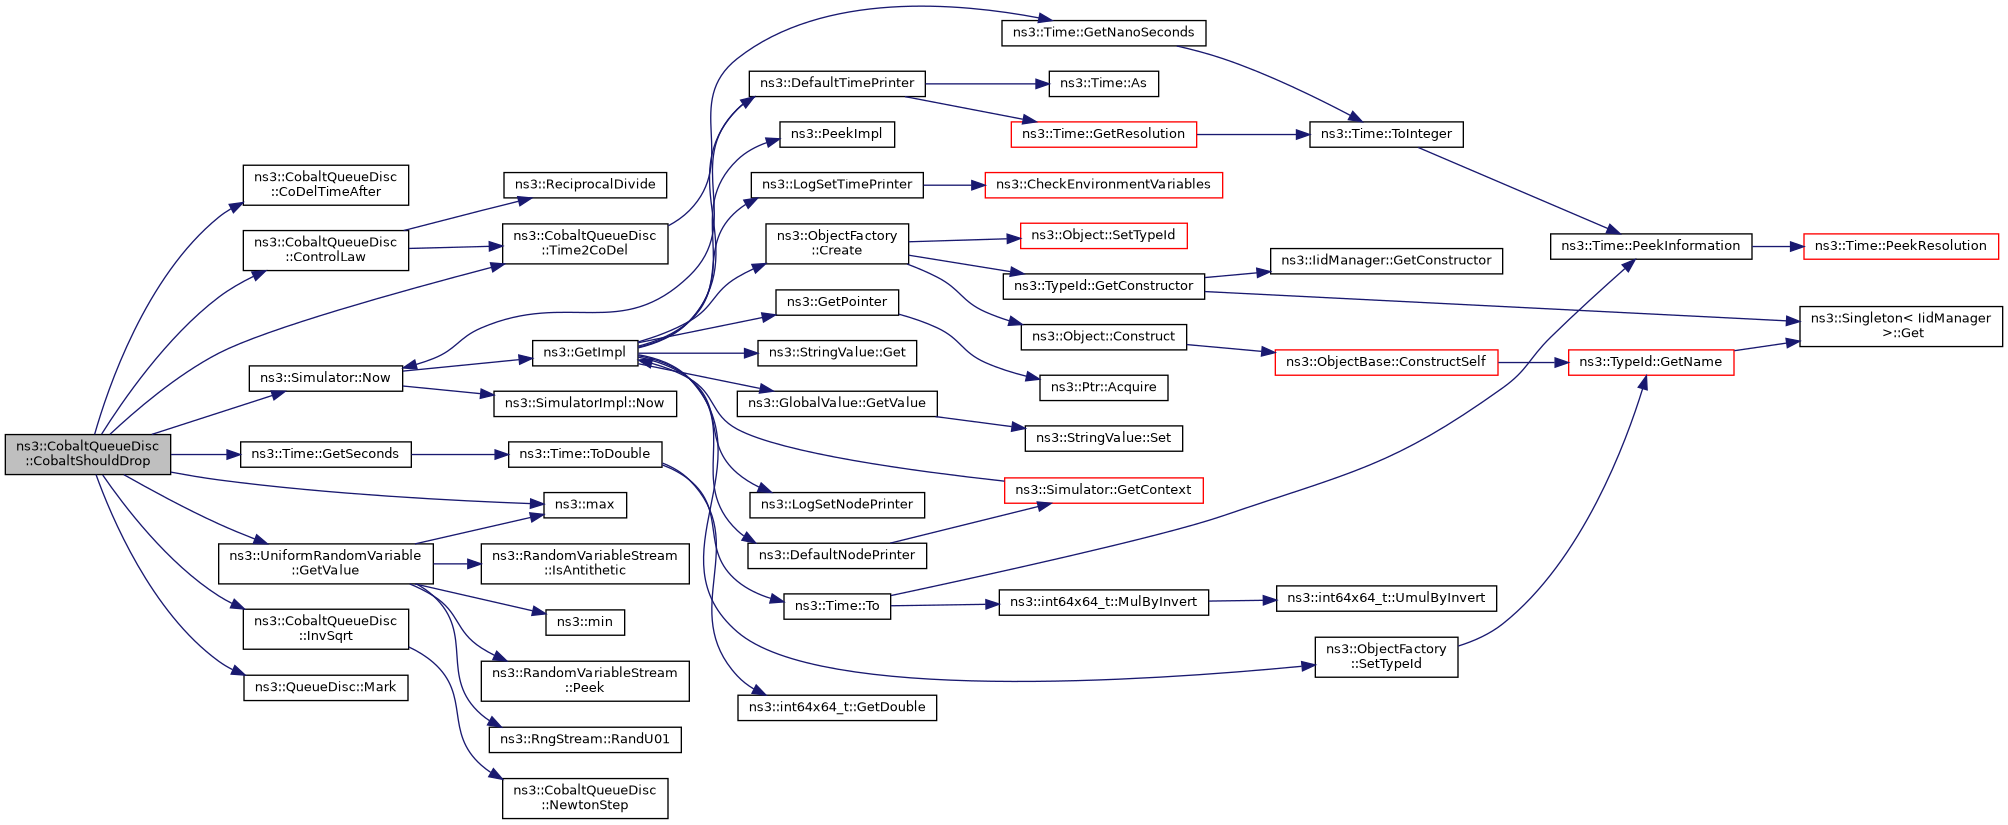 ns3::CobaltQueueDisc
::CobaltShouldDrop
ns3::CobaltQueueDisc
::CoDelTimeAfter
ns3::CobaltQueueDisc
::ControlLaw
ns3::Simulator::Now
ns3::Time::GetSeconds
ns3::UniformRandomVariable
::GetValue
ns3::CobaltQueueDisc
::InvSqrt
ns3::QueueDisc::Mark
ns3::ReciprocalDivide
ns3::CobaltQueueDisc
::Time2CoDel
ns3::GetImpl
ns3::SimulatorImpl::Now
ns3::Time::ToDouble
ns3::max
ns3::RandomVariableStream
::IsAntithetic
ns3::min
ns3::RandomVariableStream
::Peek
ns3::RngStream::RandU01
ns3::CobaltQueueDisc
::NewtonStep
ns3::DefaultTimePrinter
ns3::PeekImpl
ns3::LogSetTimePrinter
ns3::ObjectFactory
::Create
ns3::GetPointer
ns3::StringValue::Get
ns3::GlobalValue::GetValue
ns3::LogSetNodePrinter
ns3::DefaultNodePrinter
ns3::Time::To
ns3::int64x64_t::GetDouble
ns3::Time::GetNanoSeconds
ns3::Time::As
ns3::Time::GetResolution
ns3::CheckEnvironmentVariables
ns3::Object::SetTypeId
ns3::TypeId::GetConstructor
ns3::Object::Construct
ns3::Ptr::Acquire
ns3::StringValue::Set
ns3::Simulator::GetContext
ns3::int64x64_t::MulByInvert
ns3::Time::ToInteger
ns3::IidManager::GetConstructor
ns3::ObjectBase::ConstructSelf
ns3::int64x64_t::UmulByInvert
ns3::ObjectFactory
::SetTypeId
ns3::Time::PeekInformation
ns3::TypeId::GetName
ns3::Time::PeekResolution
ns3::Singleton< IidManager
>::Get